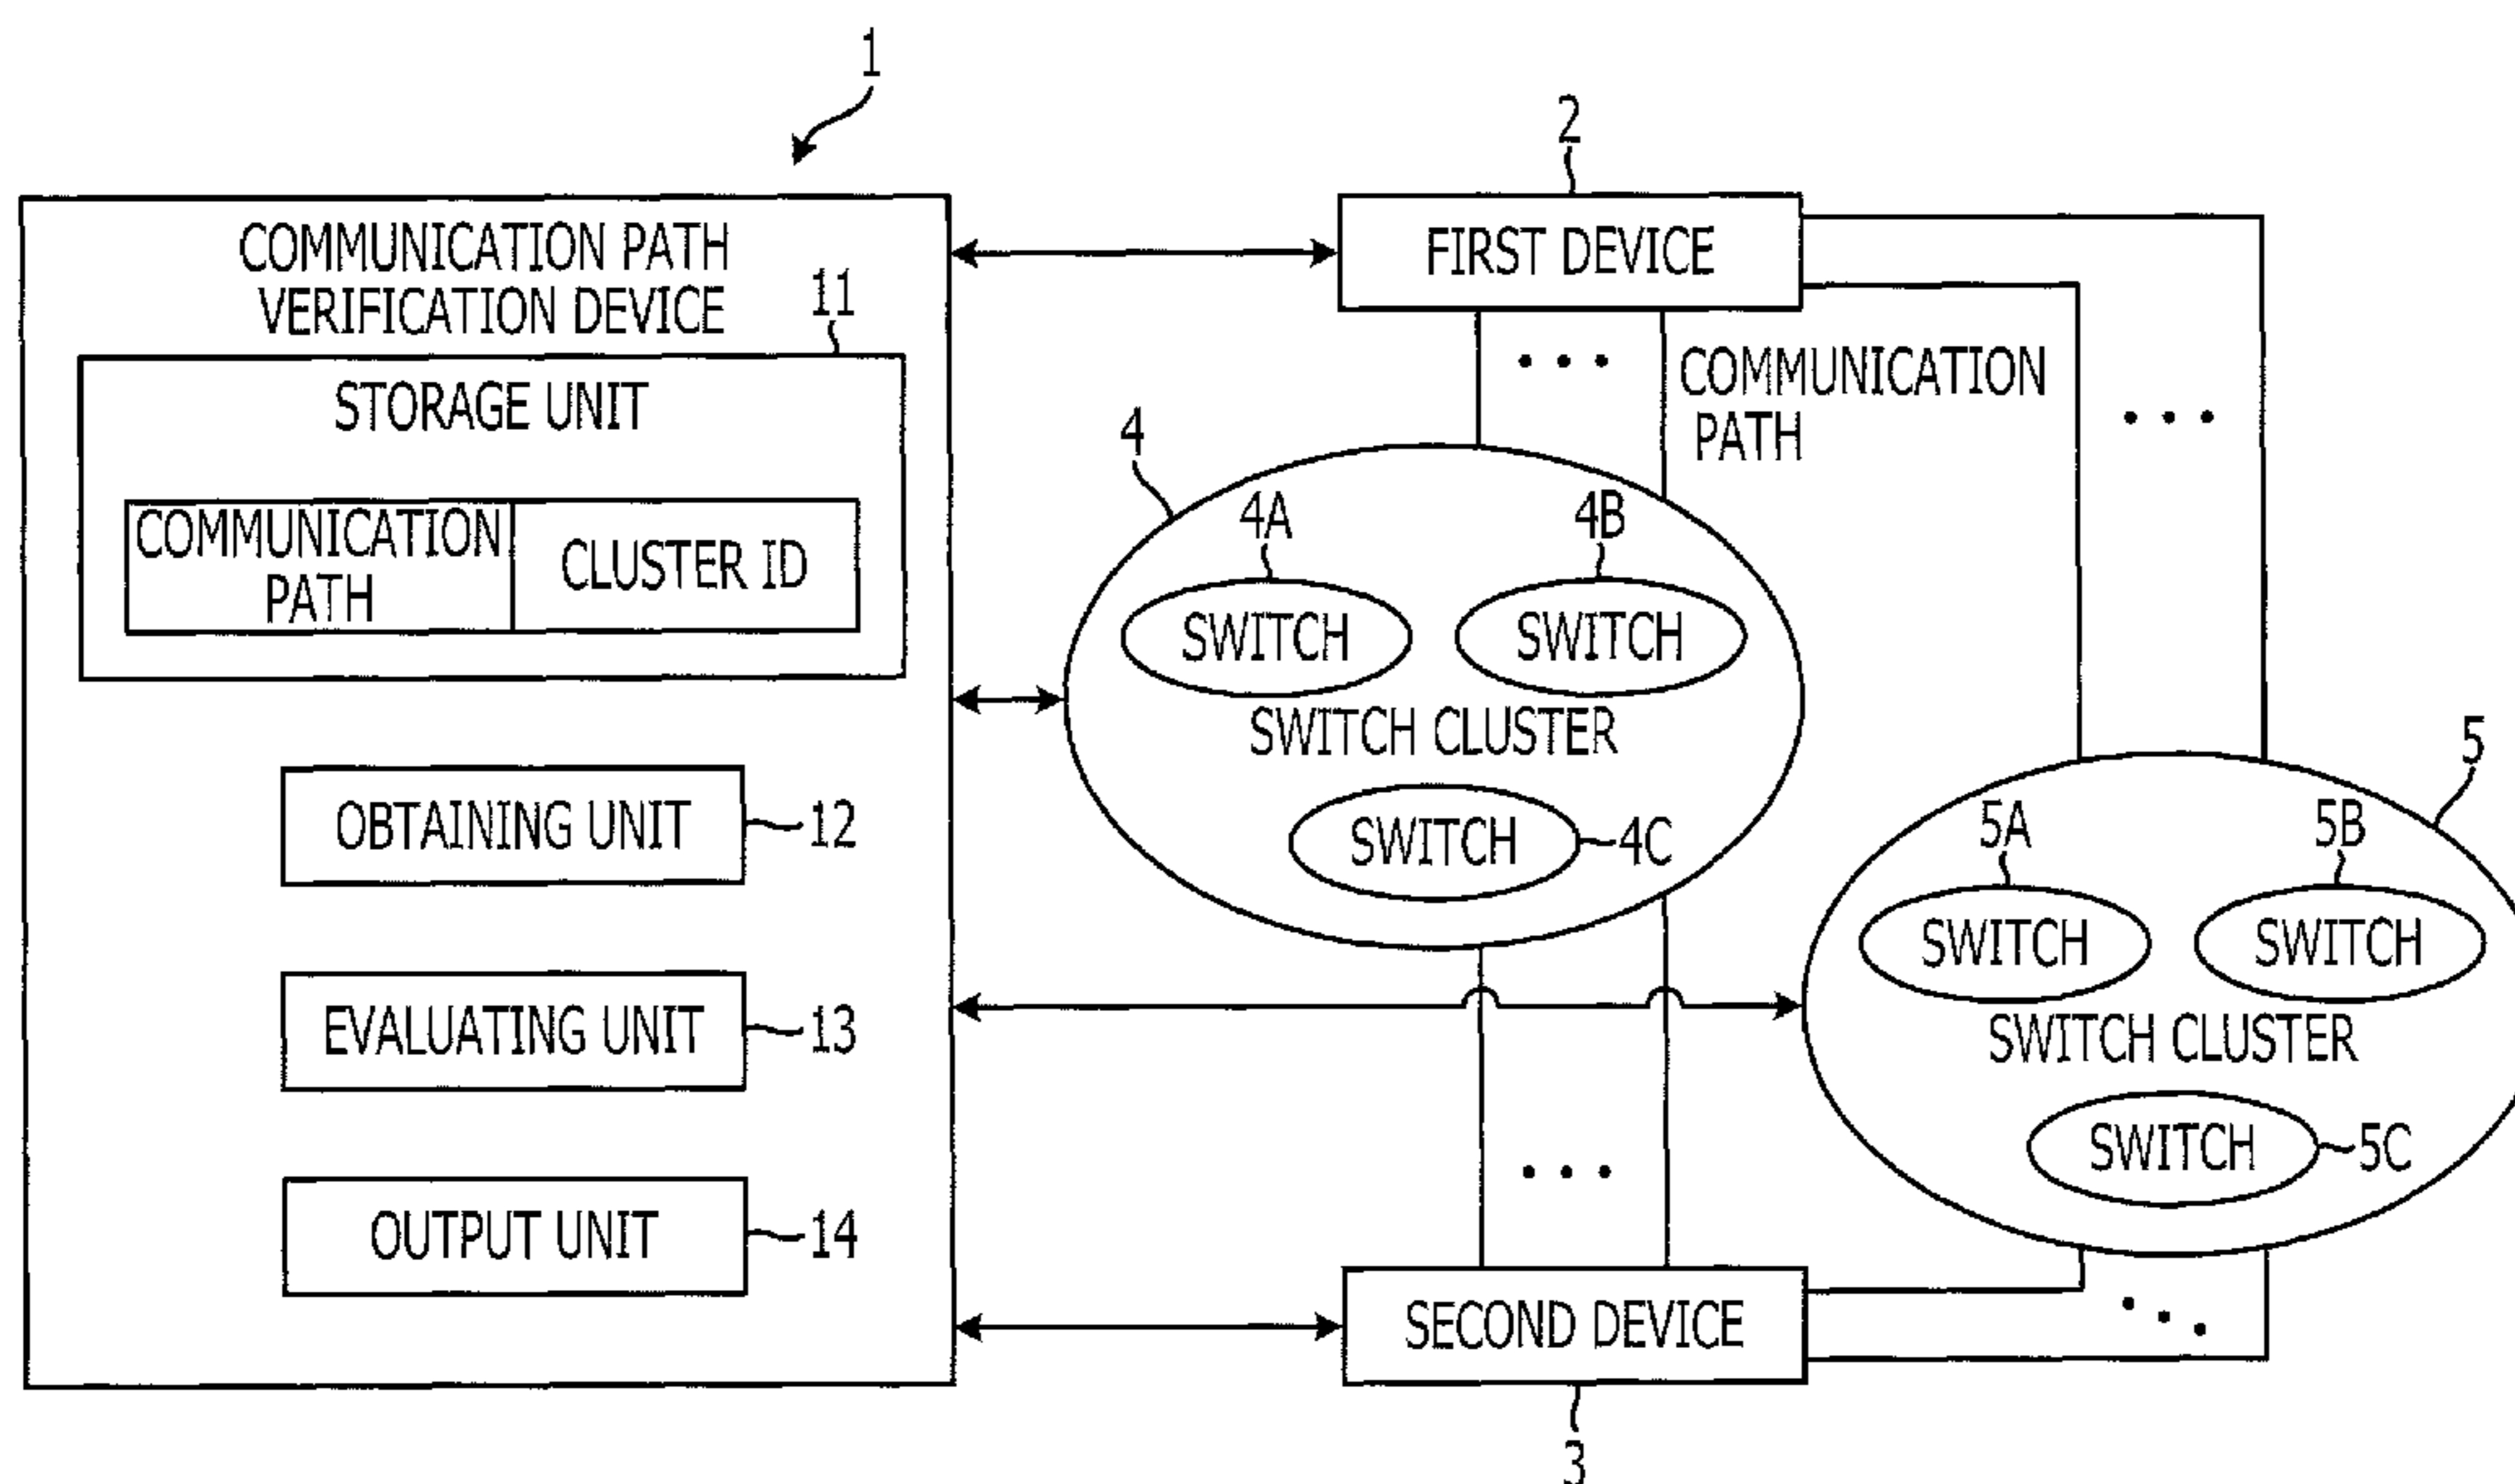 1
COMMUNICATION PATH
VERIFICATION DEVICE
11
STORAGE UNIT
COMMUNICATION
PATH
CLUSTER ID
OBTAINING UNIT
12
EVALUATING UNIT
13
OUTPUT UNIT
14
2
FIRST DEVICE
• • •
COMMUNICATION
PATH
• • •
4
4A
4B
SWITCH
SWITCH
SWITCH CLUSTER
SWITCH
4C
5
5A
5B
SWITCH
SWITCH
SWITCH CLUSTER
SWITCH
5C
• • •
SECOND DEVICE
• • •
3